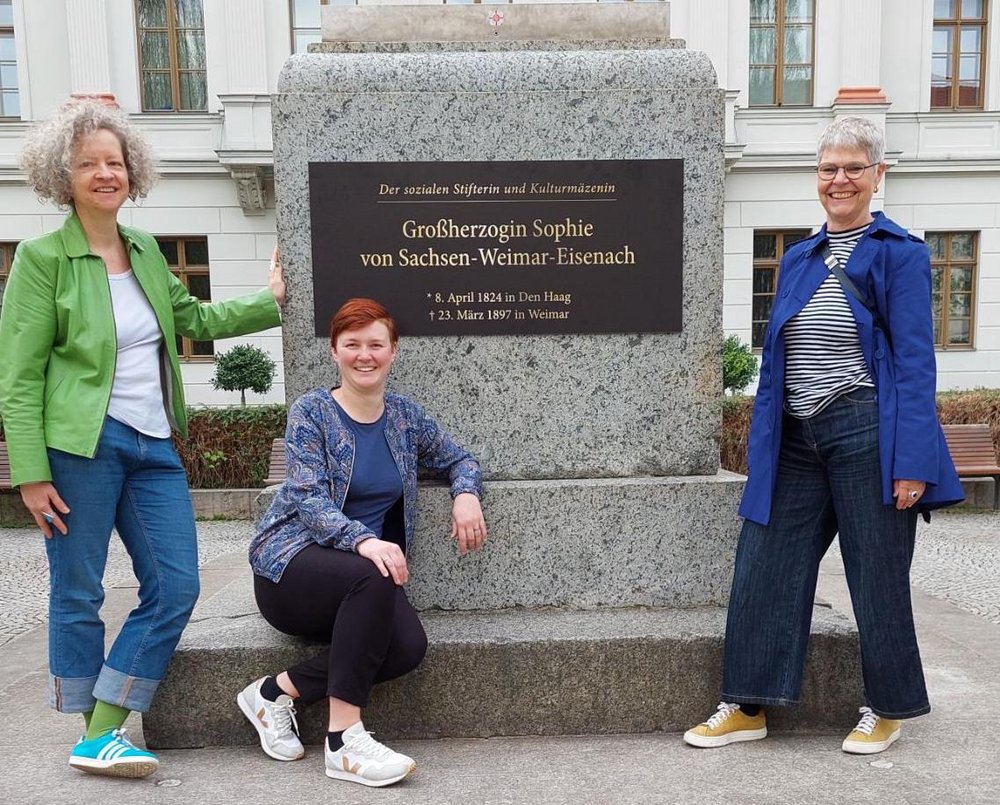 Der sozialen Stifterin und Kulturmäzenin
Großherzogin Sophie
von Sachsen-Weimar-Eisenach
* 8. April 1824 in Den Haag
† 23. März 1897 in Weimar